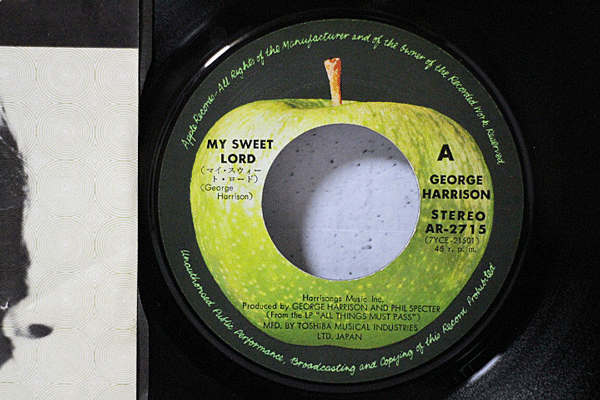 Apple Records-All Rights of the Manufacturer and of the Owner of the Recorded Work Reserved
MY SWEET
LORD
(マイ・スウィー
ト・ロード)
(George
Harrison)
A
GEORGE
HARRISON
STEREO
AR-2715
(7YCE-21501)
45 r. p. m.
Harrisongs Music Inc.
Produced by GEORGE HARRISON AND PHIL SPECTER
(From the LP "ALL THINGS MUST PASS")
MFD. BY TOSHIBA MUSICAL INDUSTRIES
LTD. JAPAN
Unauthorised Public Performance, Broadcasting and Copying of this Record Prohibited